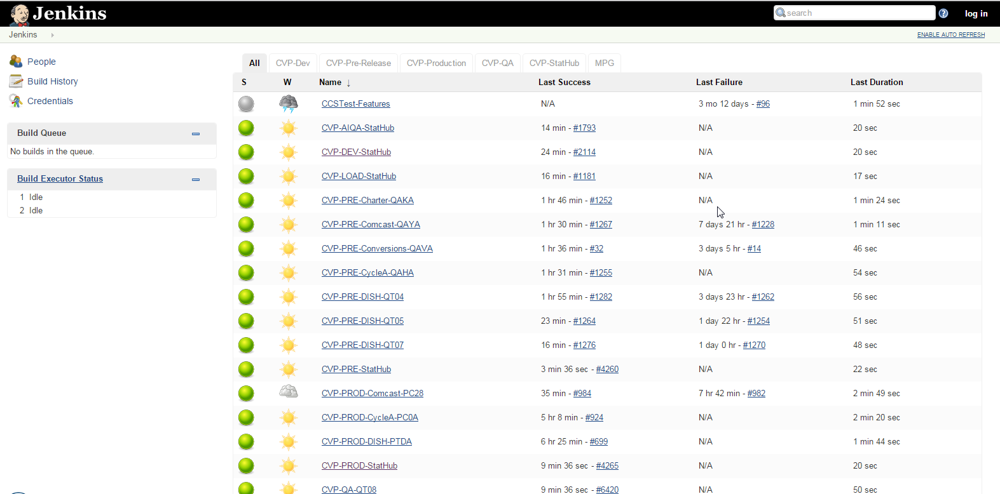 Jenkins
search
log in
Jenkins
ENABLE AUTO REFRESH
People
Build History
Credentials
Build Queue
No builds in the queue.
Build Executor Status
1 Idle
2 Idle
All CVP-Dev CVP-Pre-Release CVP-Production CVP-QA CVP-StatHub MPG
S W Name ↓ Last Success Last Failure Last Duration
CCSTest-Features N/A 3 mo 12 days - #96 1 min 52 sec
CVP-AIQA-StatHub 14 min - #1793 N/A 20 sec
CVP-DEV-StatHub 24 min - #2114 N/A 20 sec
CVP-LOAD-StatHub 16 min - #1181 N/A 17 sec
CVP-PRE-Charter-QAKA 1 hr 46 min - #1252 N/A 1 min 24 sec
CVP-PRE-Comcast-QAYA 1 hr 30 min - #1267 7 days 21 hr - #1228 1 min 11 sec
CVP-PRE-Conversions-QAVA 1 hr 36 min - #32 3 days 5 hr - #14 46 sec
CVP-PRE-CycleA-QAHA 1 hr 31 min - #1255 N/A 54 sec
CVP-PRE-DISH-QT04 1 hr 55 min - #1282 3 days 23 hr - #1262 56 sec
CVP-PRE-DISH-QT05 23 min - #1264 1 day 22 hr - #1254 51 sec
CVP-PRE-DISH-QT07 16 min - #1276 1 day 0 hr - #1270 48 sec
CVP-PRE-StatHub 3 min 36 sec - #4260 N/A 22 sec
CVP-PROD-Comcast-PC28 35 min - #984 7 hr 42 min - #982 2 min 49 sec
CVP-PROD-CycleA-PC0A 5 hr 8 min - #924 N/A 2 min 20 sec
CVP-PROD-DISH-PTDA 6 hr 25 min - #699 N/A 1 min 44 sec
CVP-PROD-StatHub 9 min 36 sec - #4265 N/A 20 sec
CVP-QA-QT08 9 min 36 sec - #6420 N/A 50 sec